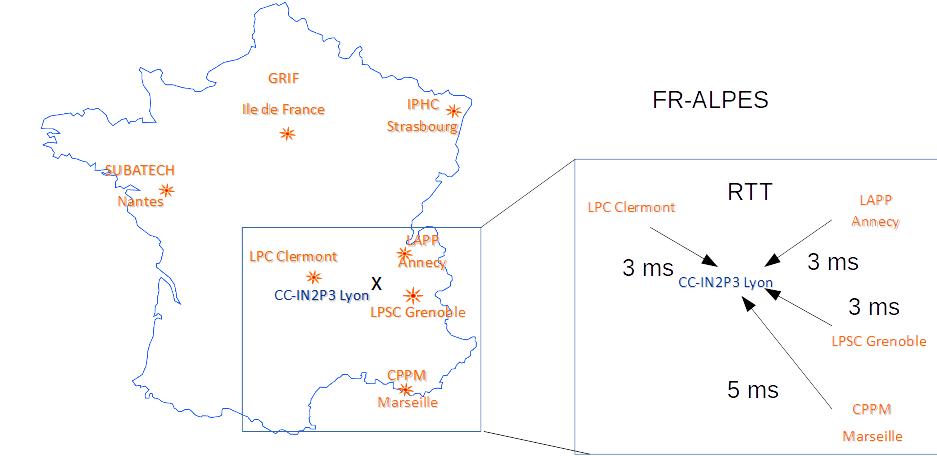 GRIF
Ile de France
IPHC
Strasbourg
SUBATECH
Nantes
LPC Clermont
LAPP
Annecy
X
CC-IN2P3 Lyon
LPSC Grenoble
CPPM
Marseille
FR-ALPES
RTT
LPC Clermont
LAPP
Annecy
3 ms
3 ms
CC-IN2P3 Lyon
3 ms
LPSC Grenoble
5 ms
CPPM
Marseille